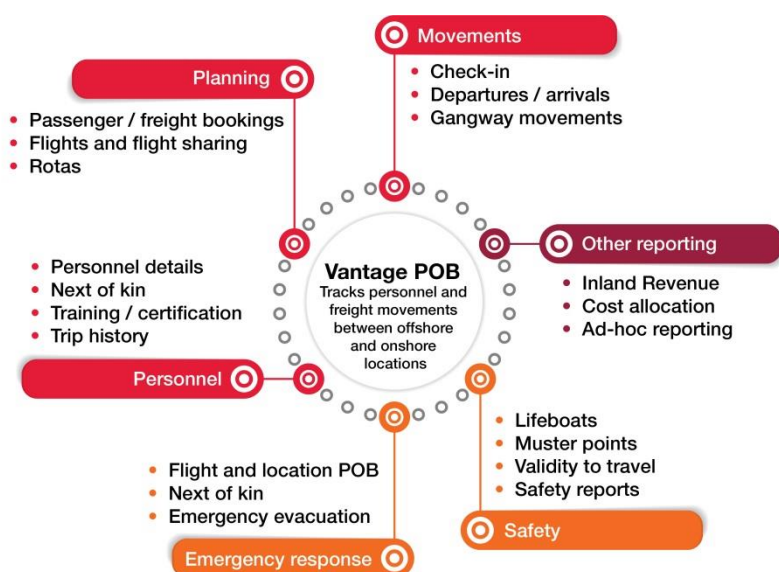 Movements
• Check-in
• Departures / arrivals
• Gangway movements
Planning
• Passenger / freight bookings
• Flights and flight sharing
• Rotas
Vantage POB
Tracks personnel and
freight movements
between offshore
and onshore
locations
Other reporting
• Inland Revenue
• Cost allocation
• Ad-hoc reporting
• Personnel details
• Next of kin
• Training / certification
• Trip history
Personnel
• Lifeboats
• Muster points
• Validity to travel
• Safety reports
Safety
• Flight and location POB
• Next of kin
• Emergency evacuation
Emergency response